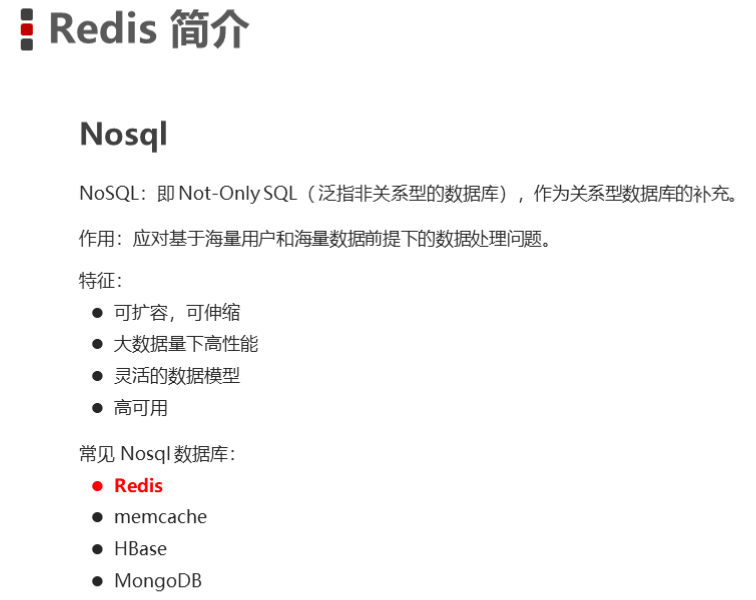 Redis 简介
Nosql
NoSQL：即 Not-Only SQL（泛指非关系型的数据库），作为关系型数据库的补充。
作用：应对基于海量用户和海量数据前提下的数据处理问题。
特征：
● 可扩容，可伸缩
● 大数据量下高性能
● 灵活的数据模型
● 高可用
常见 Nosql 数据库：
● Redis
● memcache
● HBase
● MongoDB